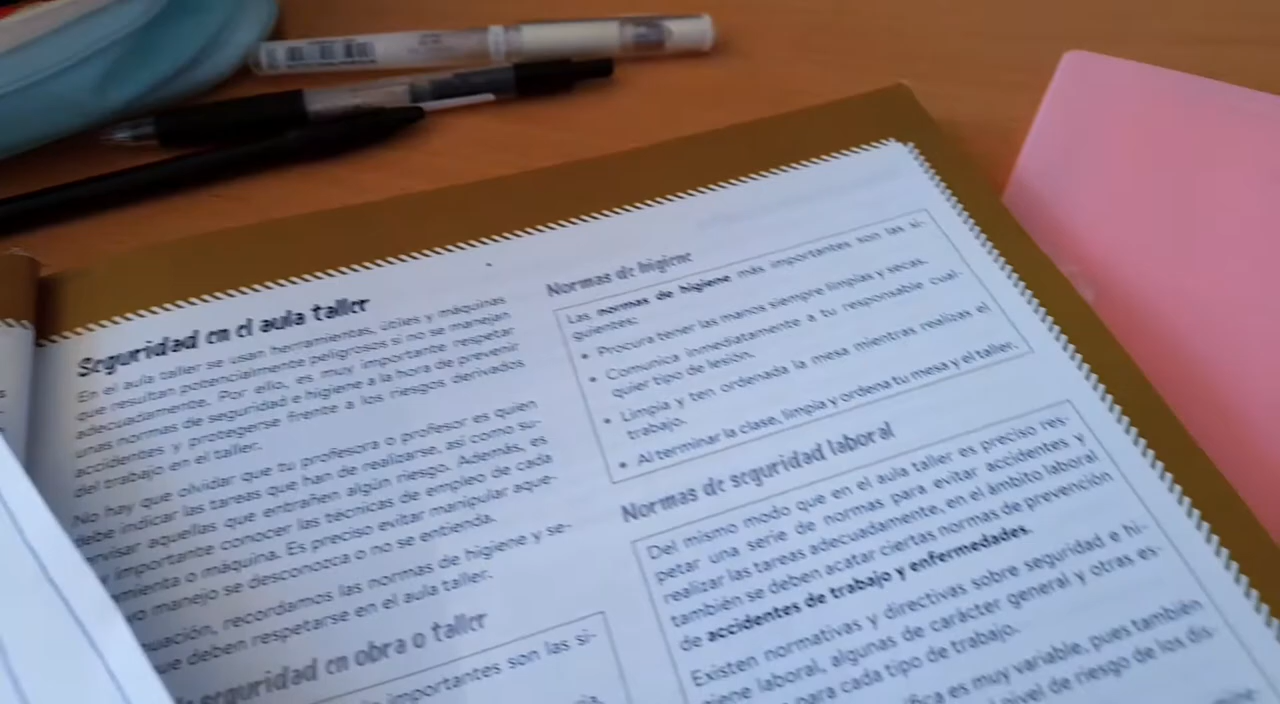 Seguridad en el aula taller
En el aula taller se usan herramientas, útiles y máquinas
que resultan potencialmente peligrosos si no se manejan
adecuadamente. Por ello, es muy importante respetar
unas normas de seguridad e higiene a la hora de prevenir
accidentes y protegerse frente a los riesgos derivados
del trabajo en el taller.
No hay que olvidar que tu profesora o profesor es quien
debe indicar las tareas que han de realizarse, así como su-
aquellas que entrañen algún riesgo. Además, es
importante conocer las técnicas de empleo de cada
o máquina. Es preciso evitar manipular aque-
manejo se desconozca o no se entienda.
recordamos las normas de higiene y se-
deben respetarse en el aula taller.
seguridad en obra o taller
importantes son las si-
Normas de higiene
Las normas de higiene más importantes son las si-
guientes:
• Procura tener las manos siempre limpias y secas.
• Comunica inmediatamente a tu responsable cual-
quier tipo de lesión.
• Limpia y ten ordenada la mesa mientras realizas el
trabajo.
• Al terminar la clase, limpia y ordena tu mesa y el taller.
Normas de seguridad laboral
Del mismo modo que en el aula taller es preciso res-
petar una serie de normas para evitar accidentes y
realizar las tareas adecuadamente, en el ámbito laboral
también se deben acatar ciertas normas de prevención
de accidentes de trabajo y enfermedades.
Existen normativas y directivas sobre seguridad e hi-
giene laboral, algunas de carácter general y otras es-
para cada tipo de trabajo.
es muy variable, pues también
nivel de riesgo de los dis-